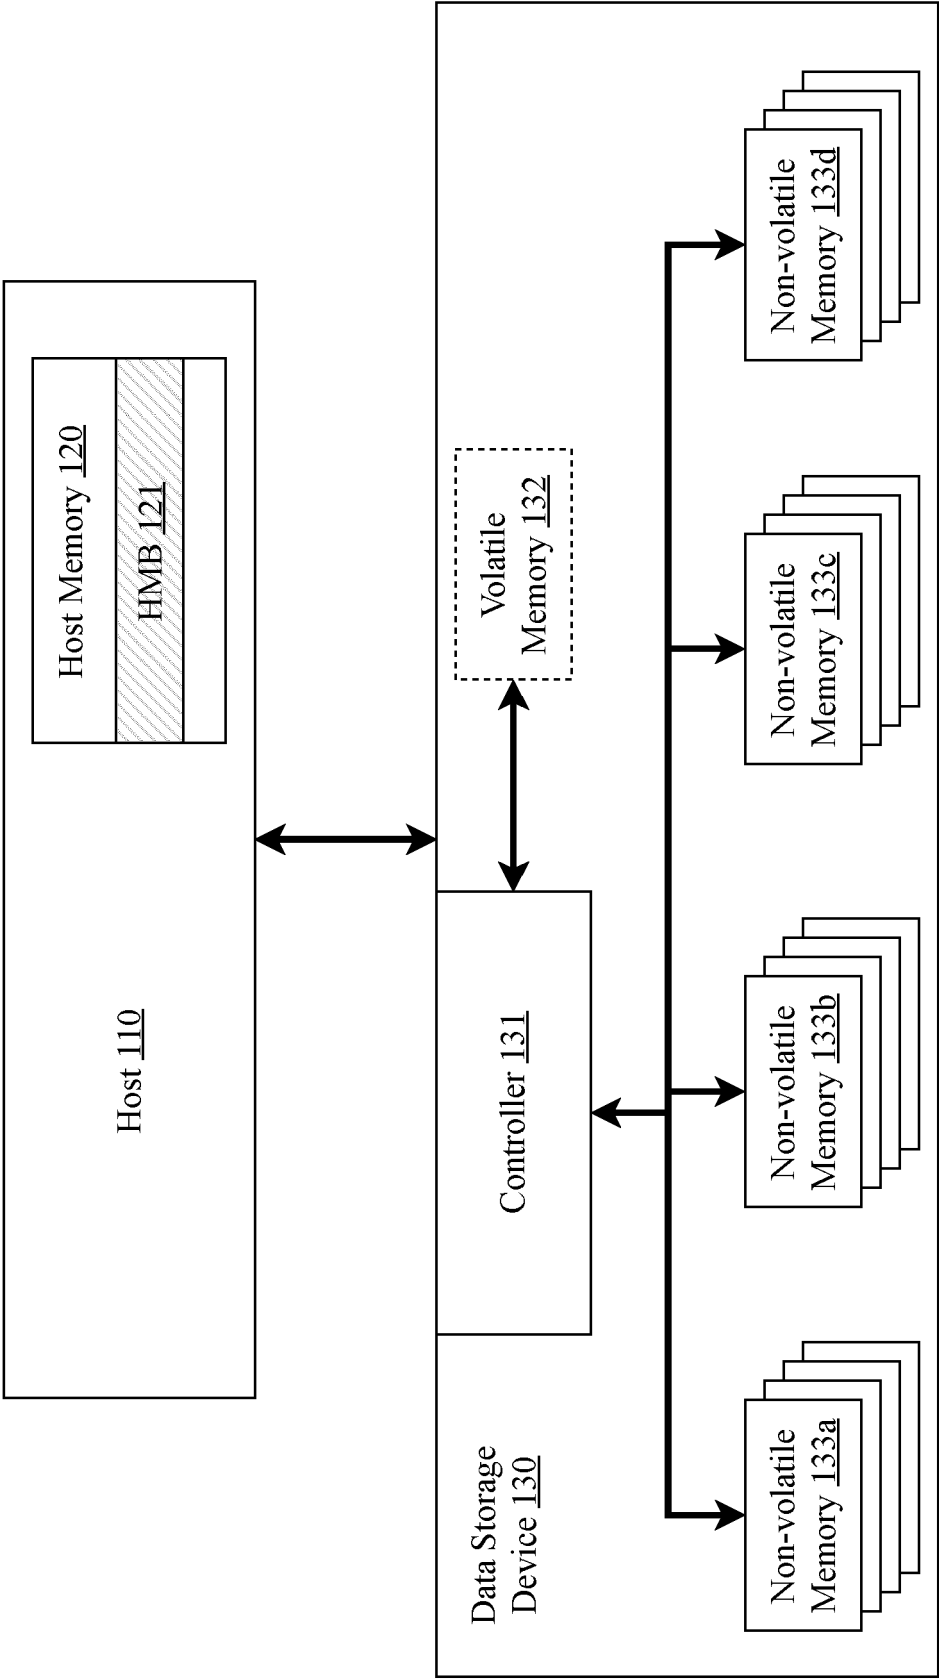 Host 110
Host Memory 120
HMB 121
Data Storage
Device 130
Controller 131
Volatile
Memory 132
Non-volatile
Memory 133a
Non-volatile
Memory 133b
Non-volatile
Memory 133c
Non-volatile
Memory 133d